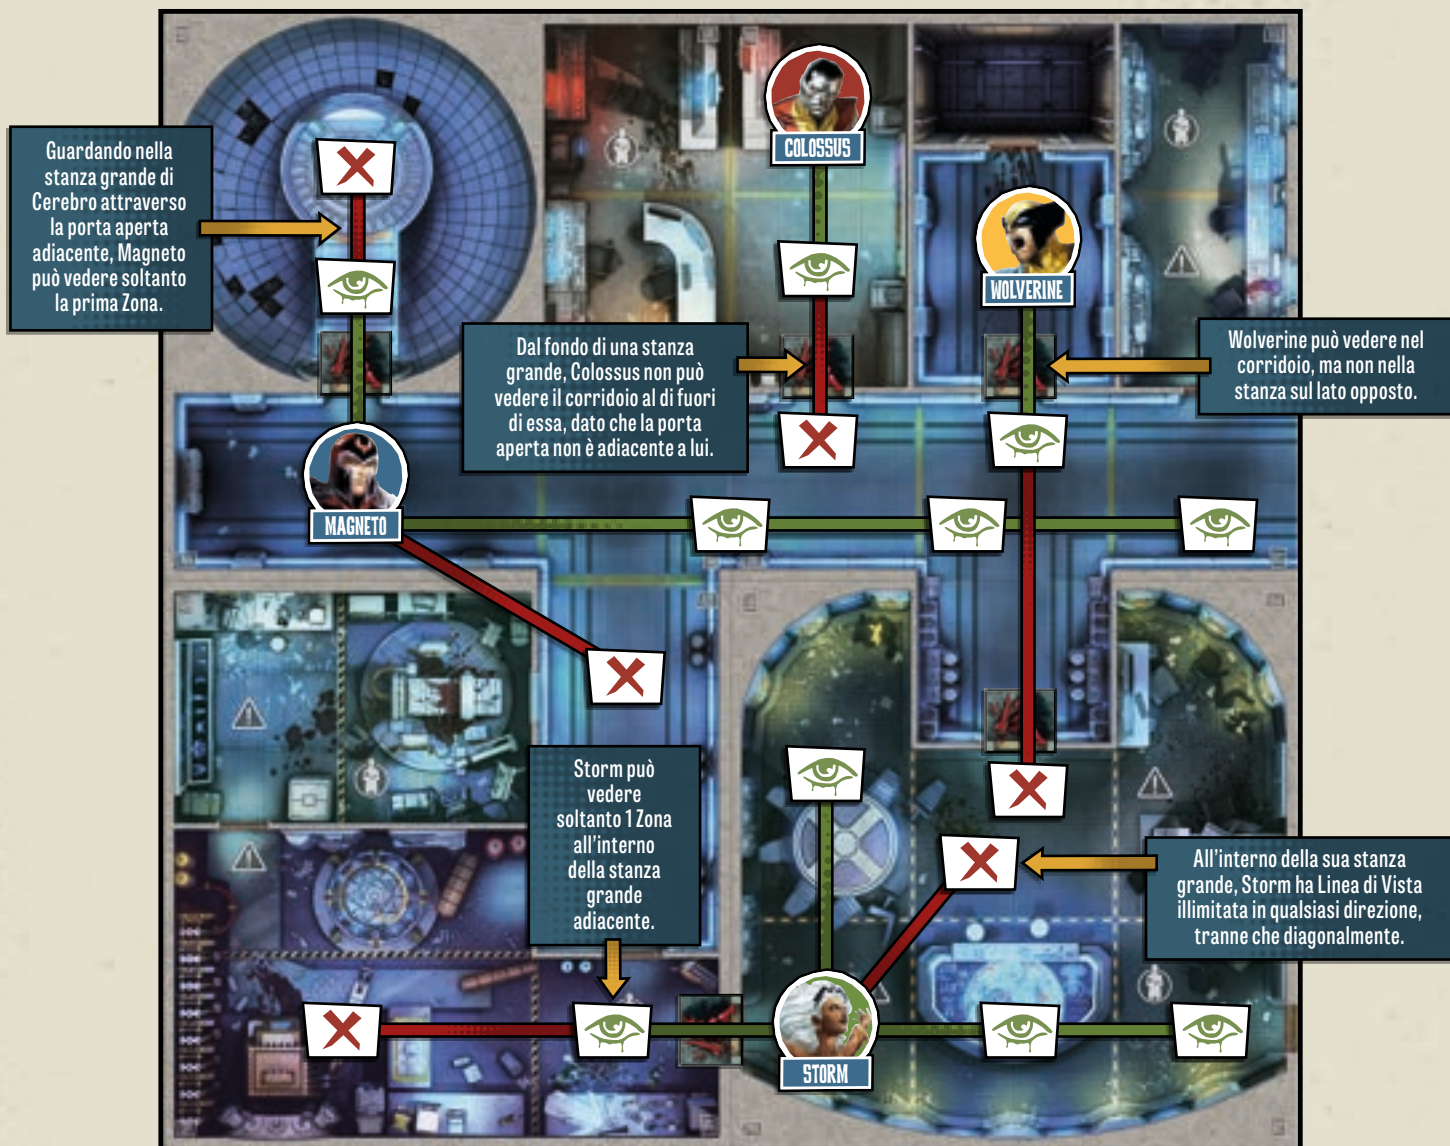 COLOSSUS
Guardando nella
stanza grande di
Cerebro attraverso
la porta aperta
adiacente, Magneto
può vedere soltanto
la prima Zona.
WOLVERINE
Dal fondo di una stanza
grande, Colossus non può
vedere il corridoio al di fuori
di essa, dato che la porta
aperta non è adiacente a lui.
Wolverine può vedere nel
corridoio, ma non nella
stanza sul lato opposto.
MAGNETO
Storm può
vedere
soltanto 1 Zona
all'interno
della stanza
grande
adiacente.
All'interno della sua stanza
grande, Storm ha Linea di Vista
illimitata in qualsiasi direzione,
tranne che diagonalmente.
STORM